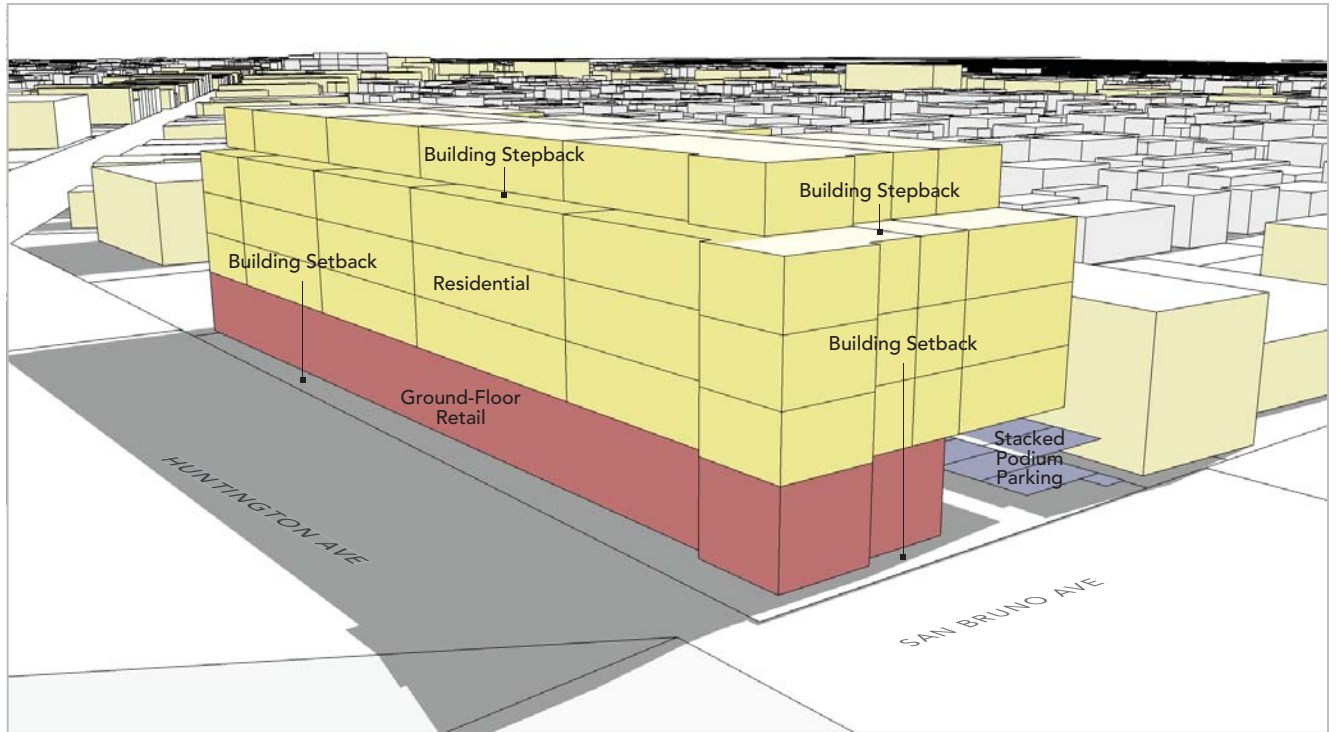 Building Stepback
Building Stepback
Building Setback
Residential
Building Setback
Ground-Floor
Retail
Stacked
Podium
Parking
HUNTINGTON AVE
SAN BRUNO AVE